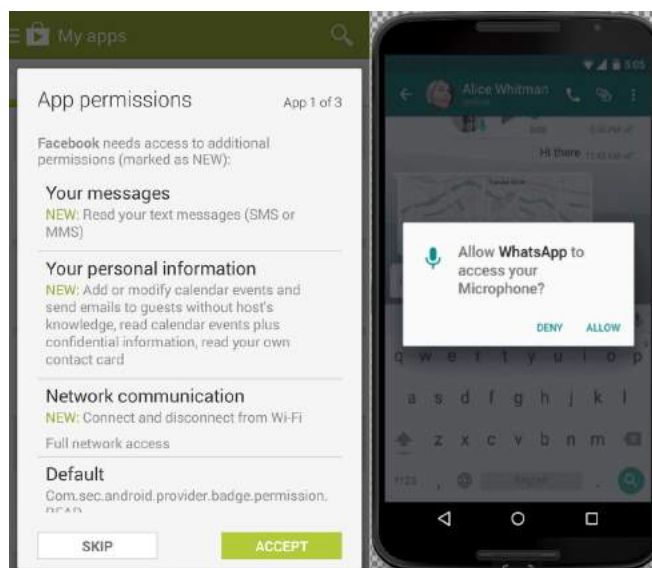 My apps
App permissions
App 1 of 3
Facebook needs access to additional
permissions (marked as NEW):
Your messages
NEW: Read your text messages (SMS or
MMS)
Your personal information
NEW: Add or modify calendar events and
send emails to guests without host's
knowledge, read calendar events plus
confidential information, read your own
contact card
Network communication
NEW: Connect and disconnect from Wi-Fi
Full network access
Default
Com.sec.android.provider.badge.permission.
SKIP
ACCEPT
5:05
Alice Whitman
online
Hi there
Allow WhatsApp to
access your
Microphone?
DENY
ALLOW
q w e r t y u i o p
a s d f g h j k l
z x c v b n m
?123 , .